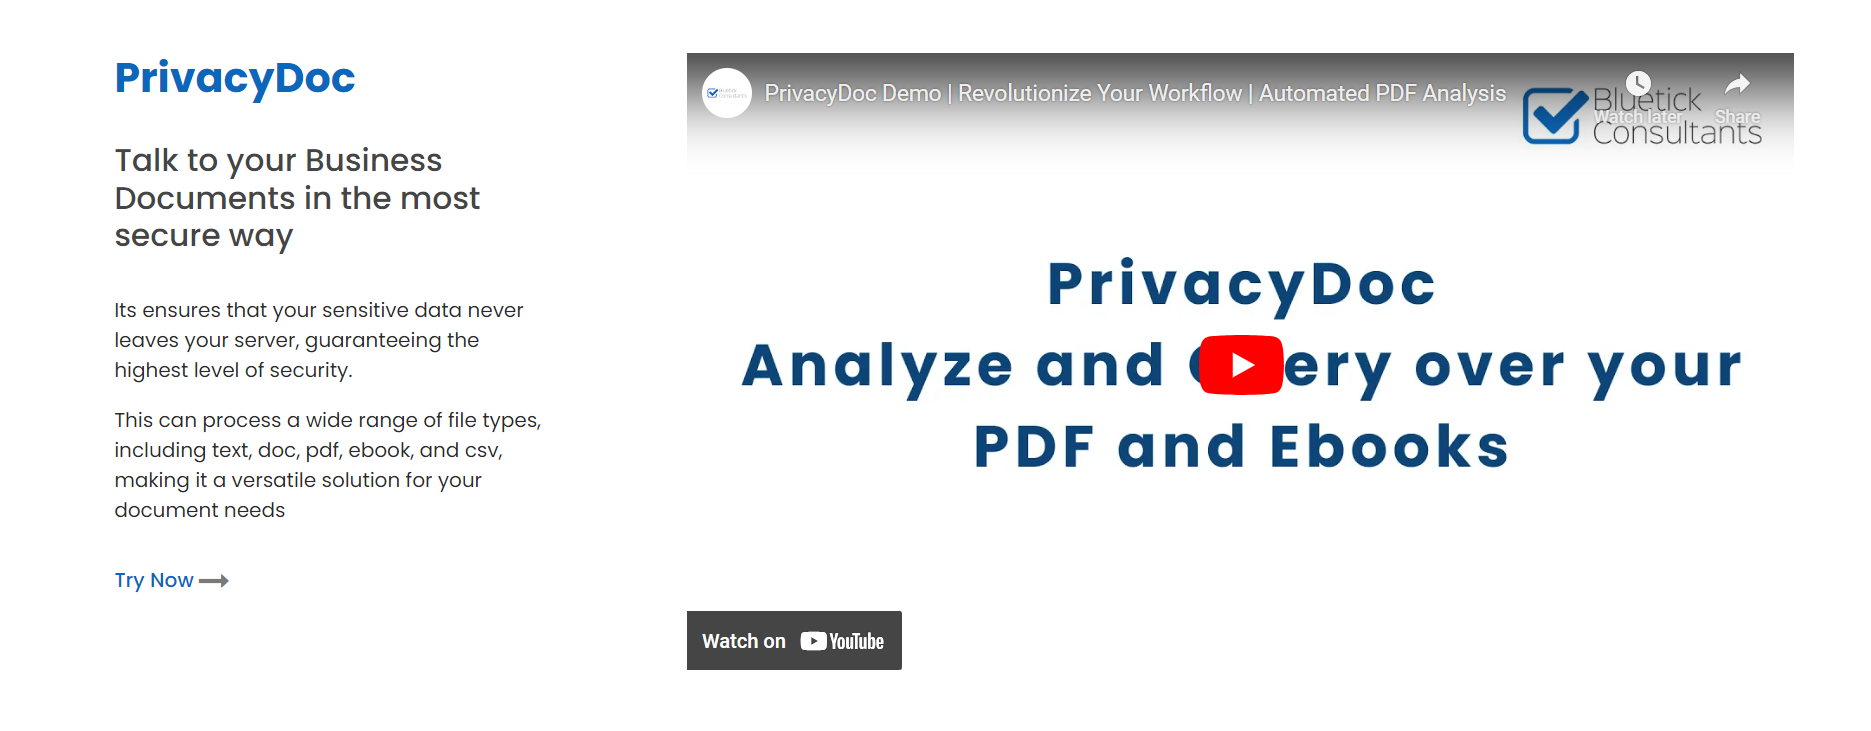 PrivacyDoc
Talk to your Business
Documents in the most
secure way
Its ensures that your sensitive data never
leaves your server, guaranteeing the
highest level of security.
This can process a wide range of file types,
including text, doc, pdf, ebook, and csv,
making it a versatile solution for your
document needs
Try Now
PrivacyDoc Demo | Revolutionize Your Workflow | Automated PDF Analysis
Watch later
Share
Bluetick
Consultants
PrivacyDoc
Analyze and ery over your
PDF and Ebooks
Watch on YouTube